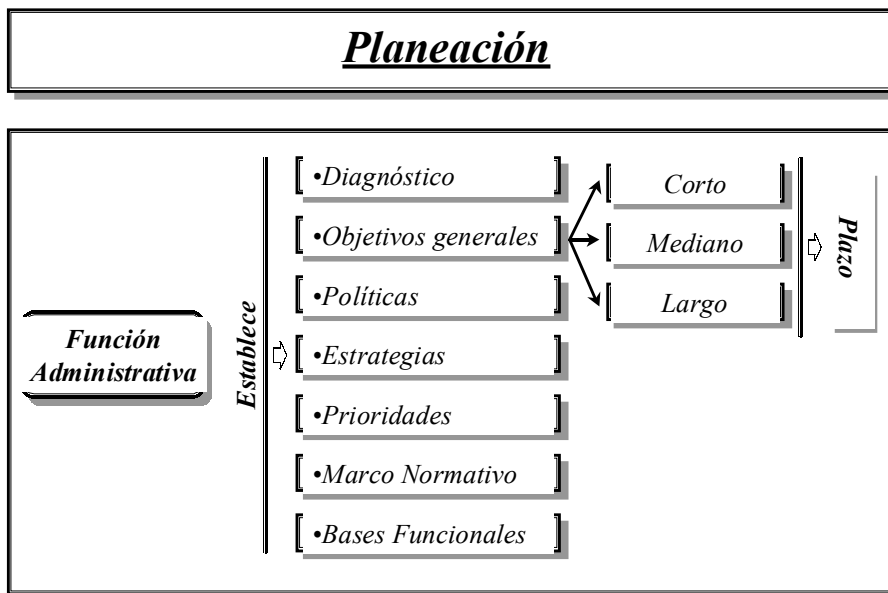 Planeación
Función
Administrativa
Establece
•Diagnóstico
•Objetivos generales
•Políticas
•Estrategias
•Prioridades
•Marco Normativo
•Bases Funcionales
Corto
Mediano
Largo
Plazo